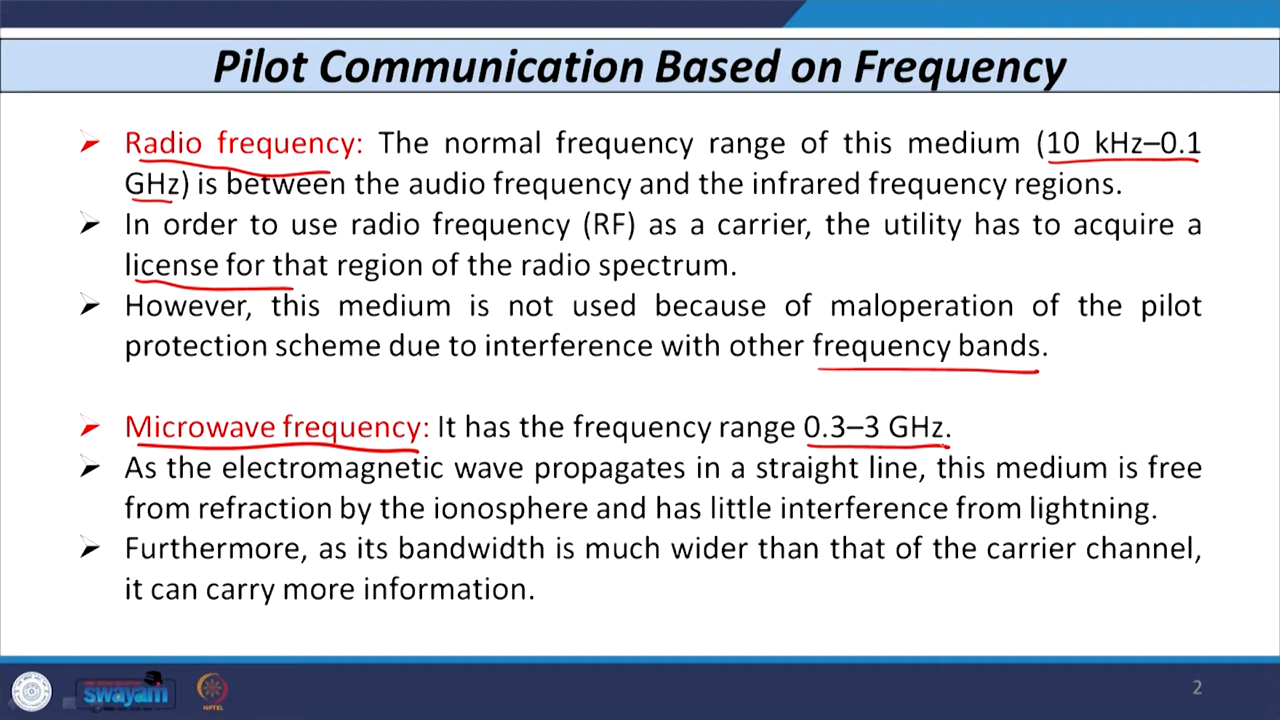 Pilot Communication Based on Frequency
Radio frequency: The normal frequency range of this medium (10 kHz–0.1
GHz) is between the audio frequency and the infrared frequency regions.
In order to use radio frequency (RF) as a carrier, the utility has to acquire a
license for that region of the radio spectrum.
However, this medium is not used because of maloperation of the pilot
protection scheme due to interference with other frequency bands.
Microwave frequency: It has the frequency range 0.3–3 GHz.
As the electromagnetic wave propagates in a straight line, this medium is free
from refraction by the ionosphere and has little interference from lightning.
Furthermore, as its bandwidth is much wider than that of the carrier channel,
it can carry more information.
swayam
NPTEL
2